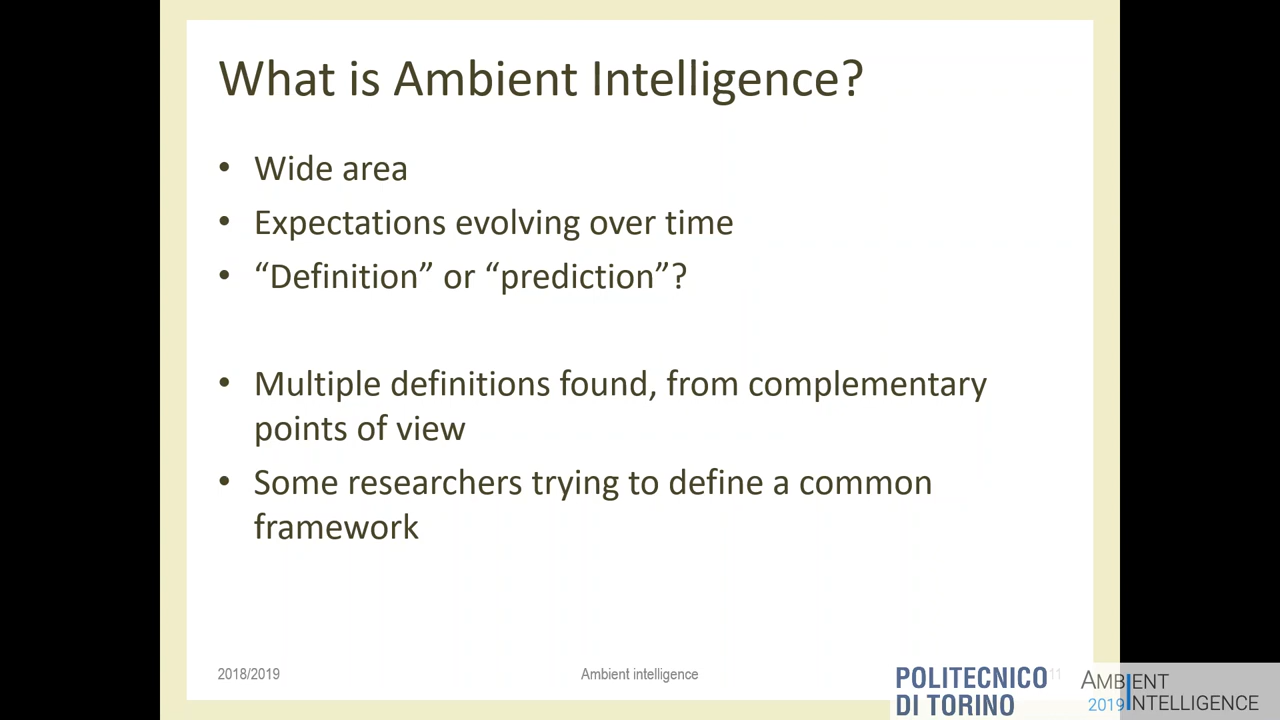 What is Ambient Intelligence?
• Wide area
• Expectations evolving over time
• “Definition” or “prediction”?
• Multiple definitions found, from complementary
points of view
• Some researchers trying to define a common
framework
2018/2019
Ambient intelligence
11
POLITECNICO
DI TORINO
AMBIENT
2019 INTELLIGENCE